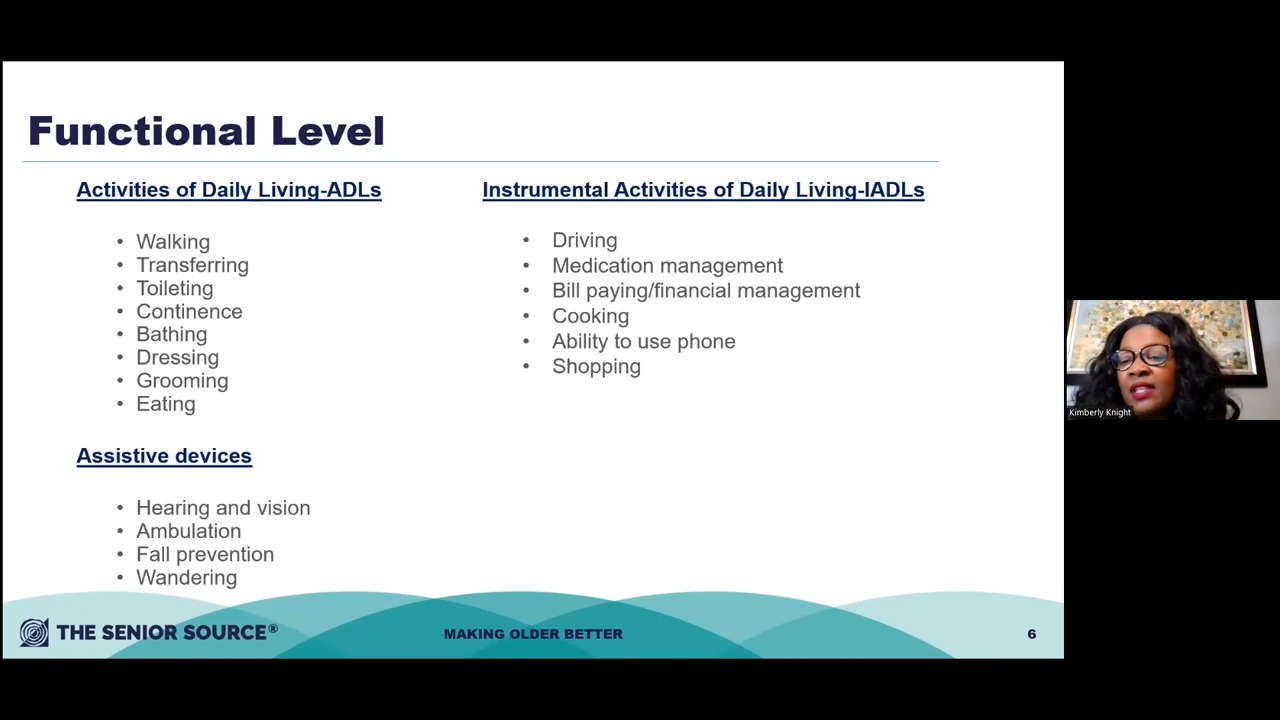 Functional Level
Activities of Daily Living-ADLs
• Walking
• Transferring
• Toileting
• Continence
• Bathing
• Dressing
• Grooming
• Eating
Assistive devices
• Hearing and vision
• Ambulation
• Fall prevention
• Wandering
Instrumental Activities of Daily Living-IADLs
• Driving
• Medication management
• Bill paying/financial management
• Cooking
• Ability to use phone
• Shopping
THE SENIOR SOURCE®
MAKING OLDER BETTER
6
Kimberly Knight